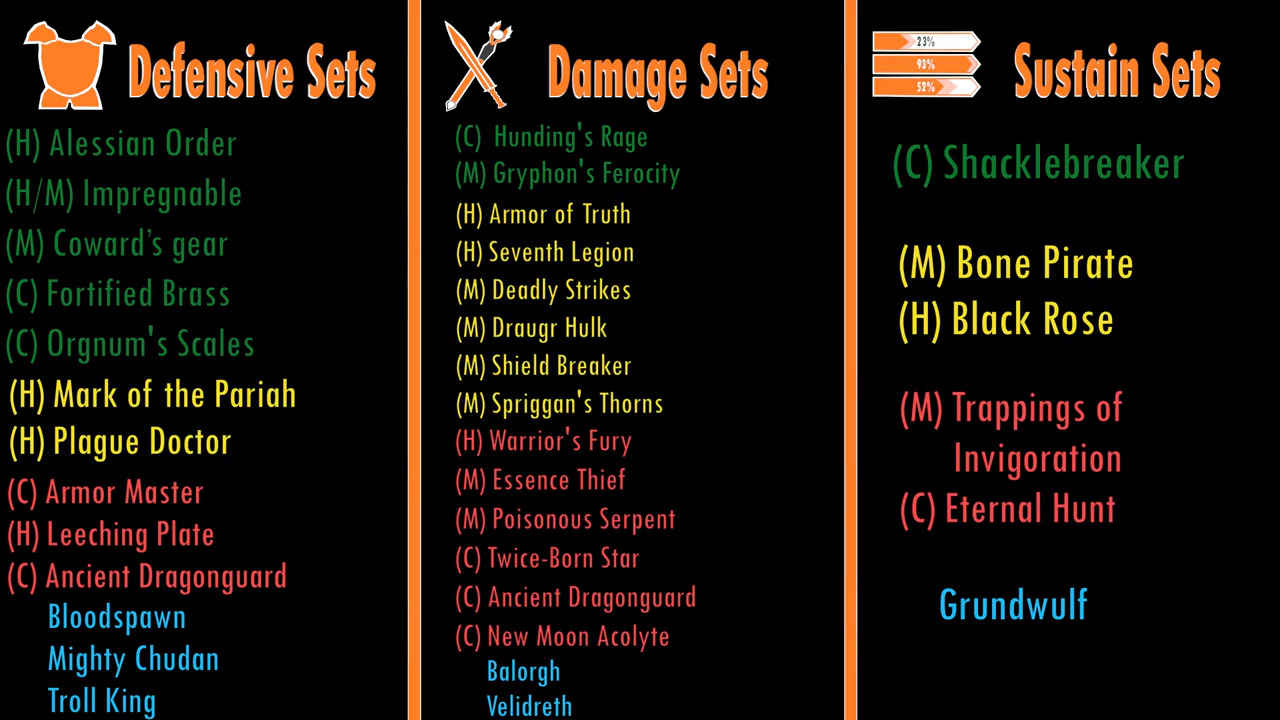 Defensive Sets
(H) Alessian Order
(H/M) Impregnable
(M) Coward's gear
(C) Fortified Brass
(C) Orgnum's Scales
(H) Mark of the Pariah
(H) Plague Doctor
(C) Armor Master
(H) Leeching Plate
(C) Ancient Dragonguard
Bloodspawn
Mighty Chudan
Troll King
Damage Sets
(C) Hunding's Rage
(M) Gryphon's Ferocity
(H) Armor of Truth
(H) Seventh Legion
(M) Deadly Strikes
(M) Draugr Hulk
(M) Shield Breaker
(M) Spriggan's Thorns
(H) Warrior's Fury
(M) Essence Thief
(M) Poisonous Serpent
(C) Twice-Born Star
(C) Ancient Dragonguard
(C) New Moon Acolyte
Balorgh
Velidreth
23%
93%
52%
Sustain Sets
(C) Shacklebreaker
(M) Bone Pirate
(H) Black Rose
(M) Trappings of
Invigoration
(C) Eternal Hunt
Grundwulf